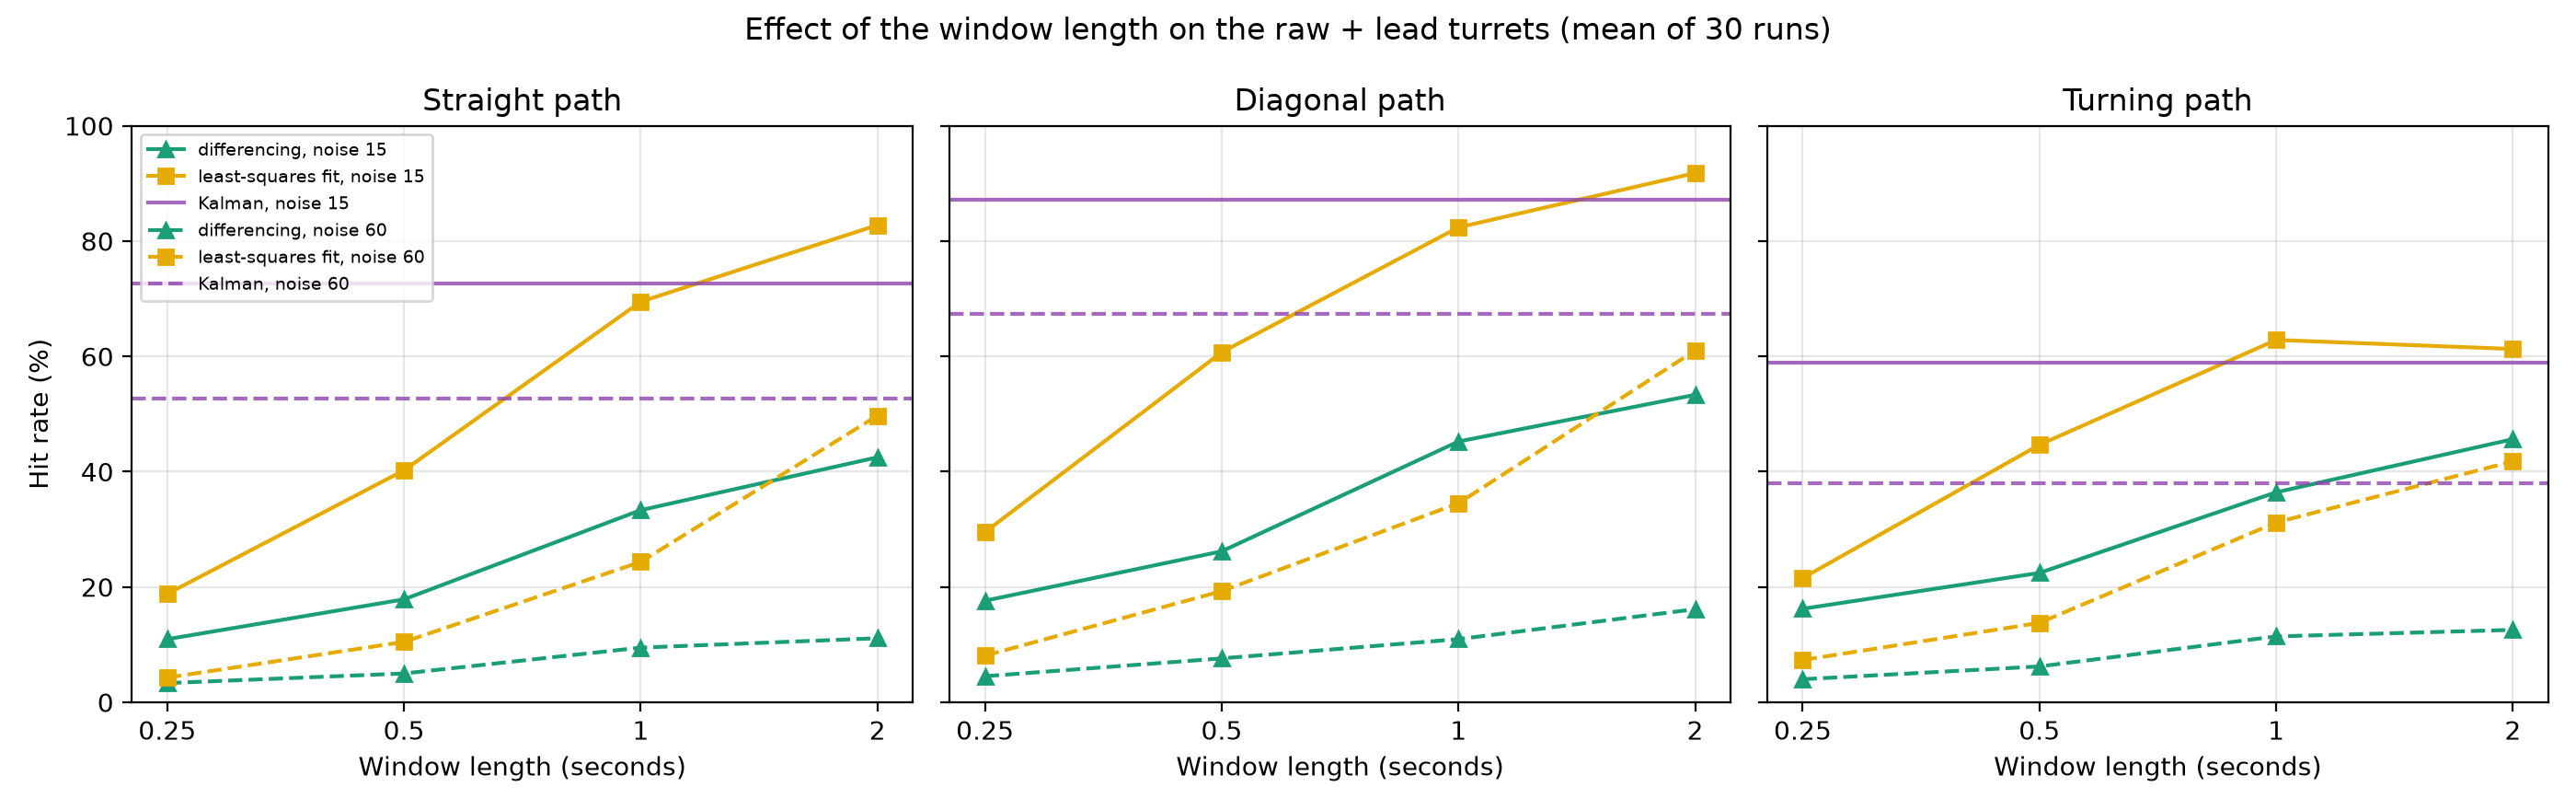 Effect of the window length on the raw + lead turrets (mean of 30 runs)
Straight path
Diagonal path
Turning path
Hit rate (%)
100
80
60
40
20
0
differencing, noise 15
least-squares fit, noise 15
Kalman, noise 15
differencing, noise 60
least-squares fit, noise 60
Kalman, noise 60
0.25 0.5 1 2
0.25 0.5 1 2
0.25 0.5 1 2
Window length (seconds)
Window length (seconds)
Window length (seconds)